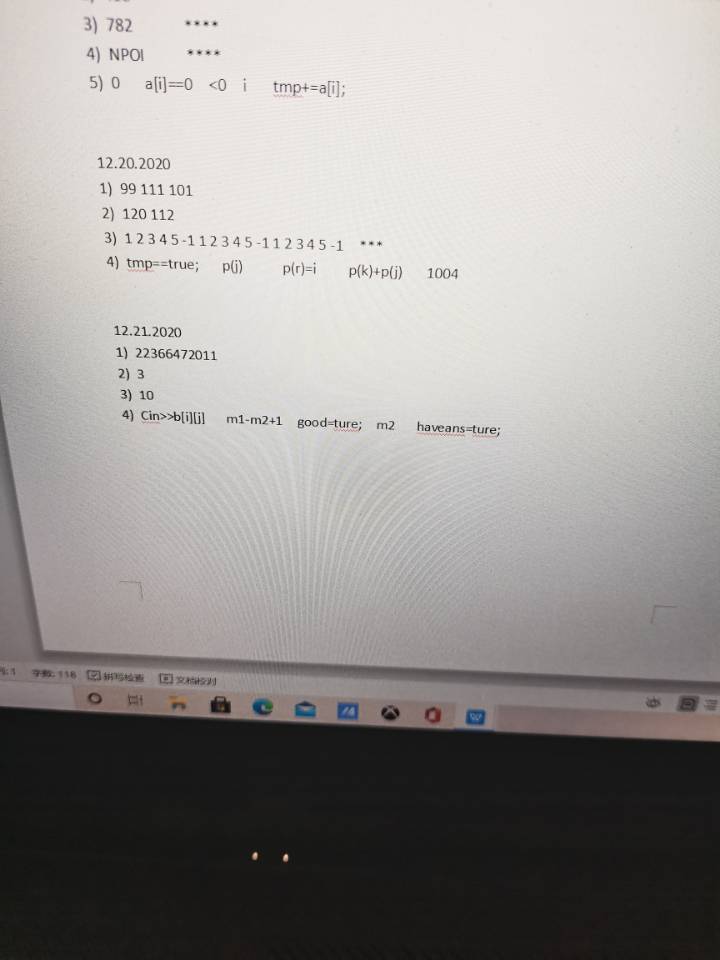 3) 782 ****
4) NPOI ****
5) 0 a[i]==0 <0 i tmp+=a[i];
12.20.2020
1) 99 111 101
2) 120 112
3) 1 2 3 4 5 -1 1 2 3 4 5 -1 1 2 3 4 5 -1 ***
4) tmp==true; p(j) p(r)=i p(k)+p(j) 1004
12.21.2020
1) 22366472011
2) 3
3) 10
4) Cin>>b[i][j] m1-m2+1 good=ture; m2 haveans=ture;
字数: 118 拼写检查 文档校对